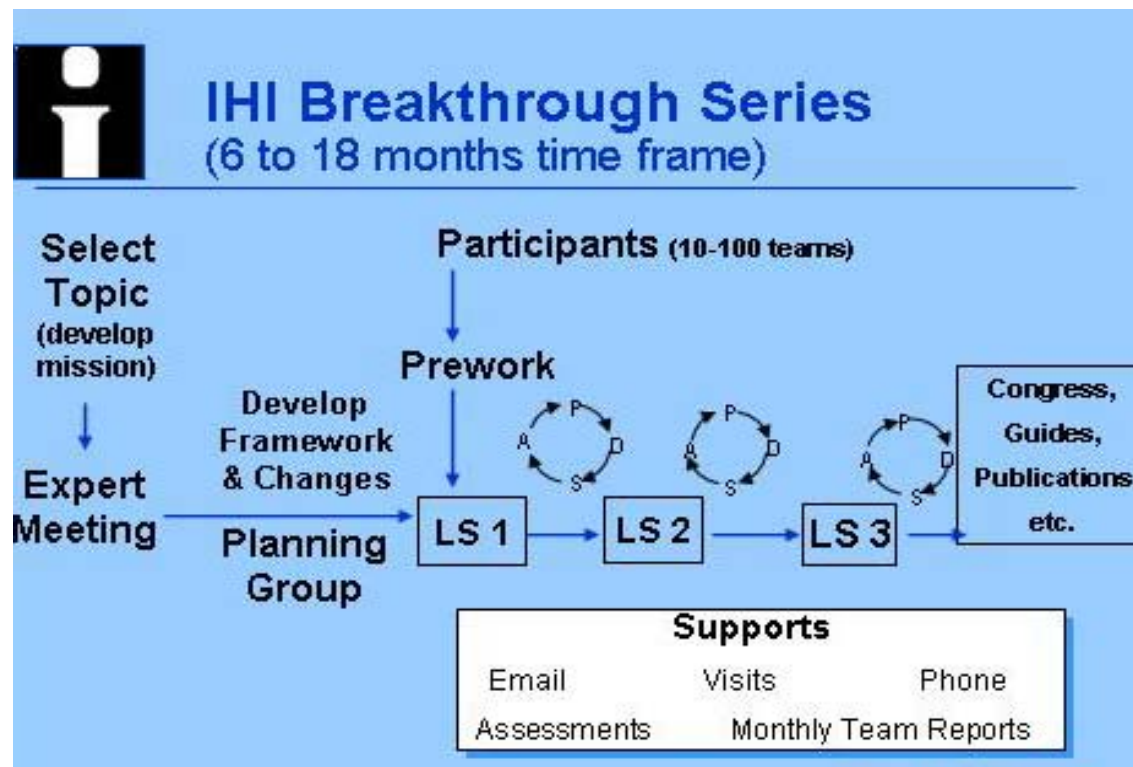 IHI Breakthrough Series
(6 to 18 months time frame)
Select
Topic
(develop
mission)
Expert
Meeting
Participants (10-100 teams)
Prework
Develop
Framework
& Changes
Planning
Group
LS 1
P
A
D
S
LS 2
P
A
D
S
LS 3
P
A
D
S
Congress,
Guides,
Publications
etc.
Supports
Email Visits Phone
Assessments Monthly Team Reports